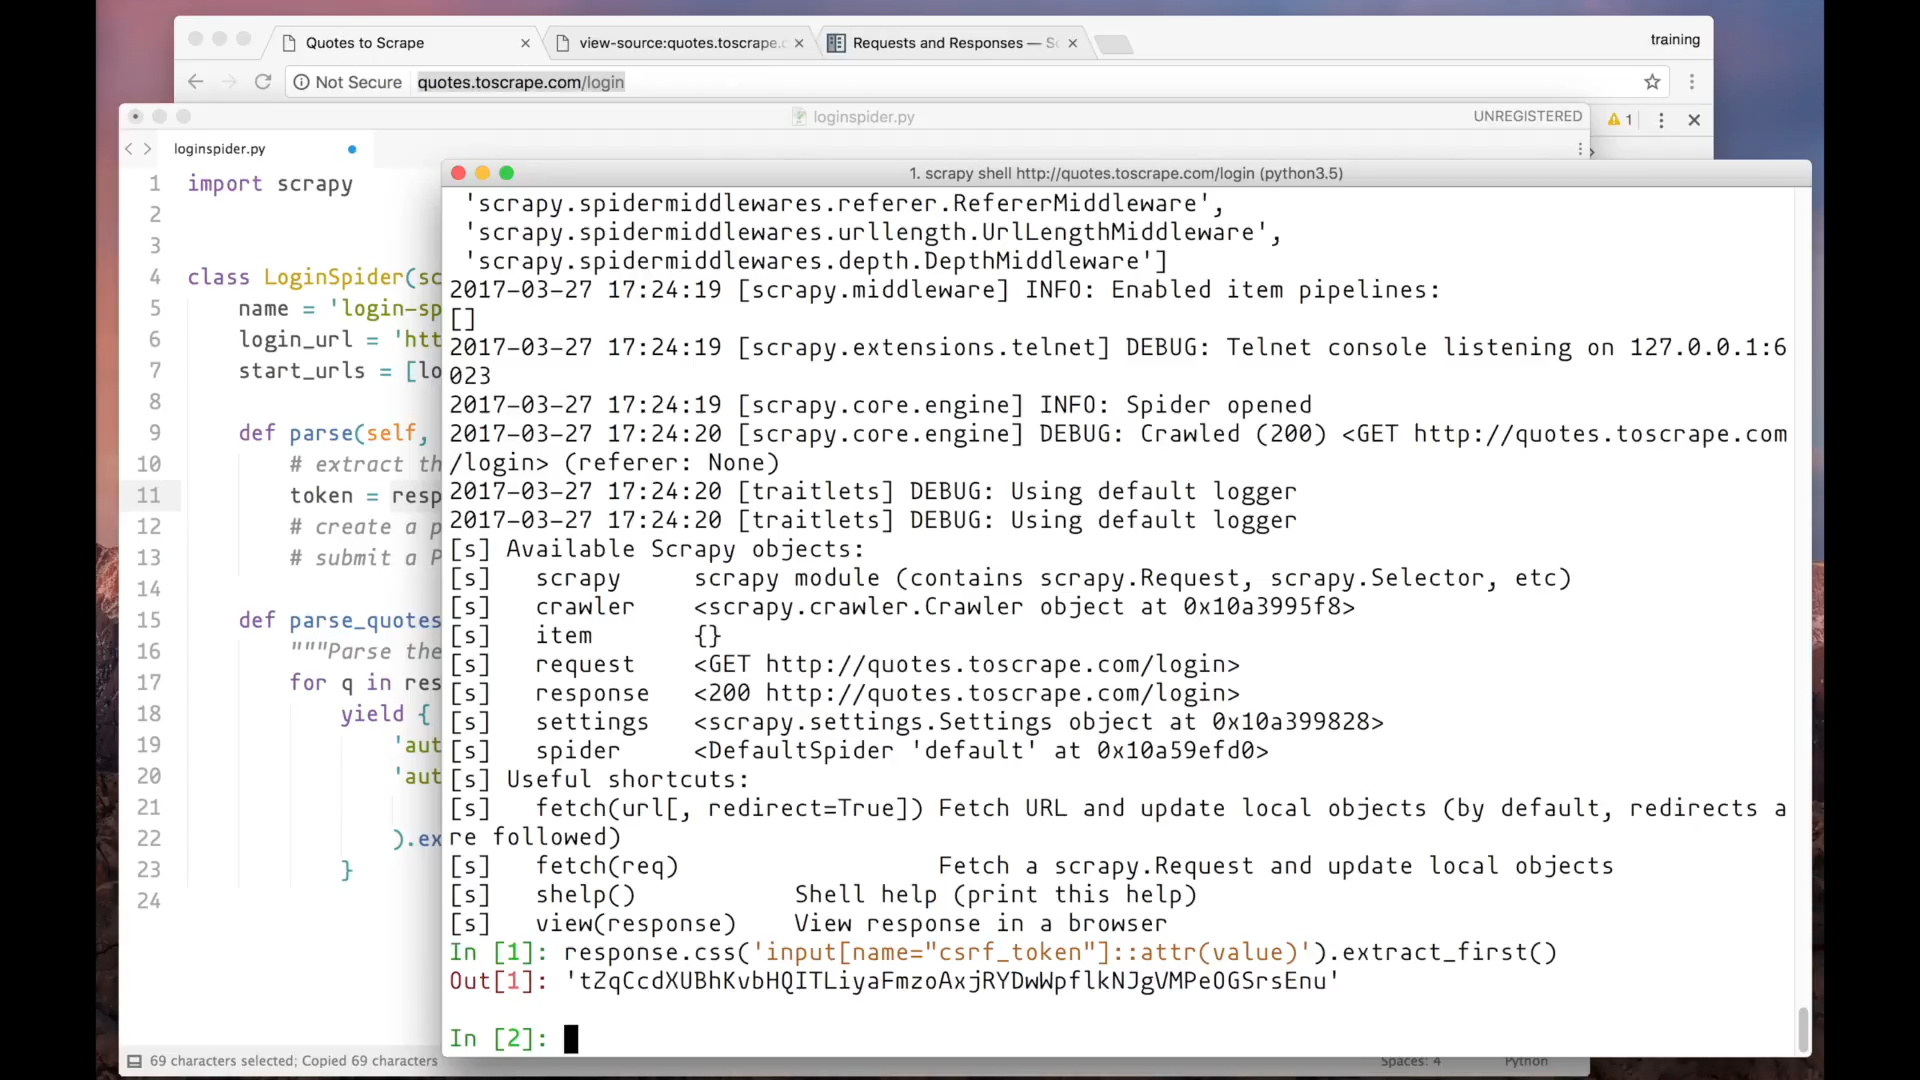 Quotes to Scrape
view-source:quotes.toscrape.c
Requests and Responses — Sc
training
Not Secure
quotes.toscrape.com/login
loginspider.py
UNREGISTERED
1
loginspider.py
1 import scrapy
2
3
4 class LoginSpider(sc
5 name = 'login-sp
6 login_url = 'htt
7 start_urls = [lo
8
9 def parse(self,
10 # extract th
11 token = resp
12 # create a p
13 # submit a P
14
15 def parse_quotes
16 """Parse the
17 for q in res
18 yield {
19 'aut
20 'aut
21
22 ).ex
23 }
24
1. scrapy shell http://quotes.toscrape.com/login (python3.5)
'scrapy.spidermiddlewares.referer.RefererMiddleware',
'scrapy.spidermiddlewares.urllength.UrlLengthMiddleware',
'scrapy.spidermiddlewares.depth.DepthMiddleware']
2017-03-27 17:24:19 [scrapy.middleware] INFO: Enabled item pipelines:
[]
2017-03-27 17:24:19 [scrapy.extensions.telnet] DEBUG: Telnet console listening on 127.0.0.1:6
023
2017-03-27 17:24:19 [scrapy.core.engine] INFO: Spider opened
2017-03-27 17:24:20 [scrapy.core.engine] DEBUG: Crawled (200) <GET http://quotes.toscrape.com
/login> (referer: None)
2017-03-27 17:24:20 [traitlets] DEBUG: Using default logger
2017-03-27 17:24:20 [traitlets] DEBUG: Using default logger
[s] Available Scrapy objects:
[s] scrapy scrapy module (contains scrapy.Request, scrapy.Selector, etc)
[s] crawler <scrapy.crawler.Crawler object at 0x10a3995f8>
[s] item {}
[s] request <GET http://quotes.toscrape.com/login>
[s] response <200 http://quotes.toscrape.com/login>
[s] settings <scrapy.settings.Settings object at 0x10a399828>
[s] spider <DefaultSpider 'default' at 0x10a59efd0>
[s] Useful shortcuts:
[s] fetch(url[, redirect=True]) Fetch URL and update local objects (by default, redirects a
re followed)
[s] fetch(req) Fetch a scrapy.Request and update local objects
[s] shelp() Shell help (print this help)
[s] view(response) View response in a browser
In [1]: response.css('input[name="csrf_token"]::attr(value)').extract_first()
Out[1]: 'tZqCcdXUBhKvbHQITLiyaFmzoAxjRYDwWpflkNJgVMPeOGSrsEnu'
In [2]:
69 characters selected; Copied 69 characters
Spaces: 4
Python